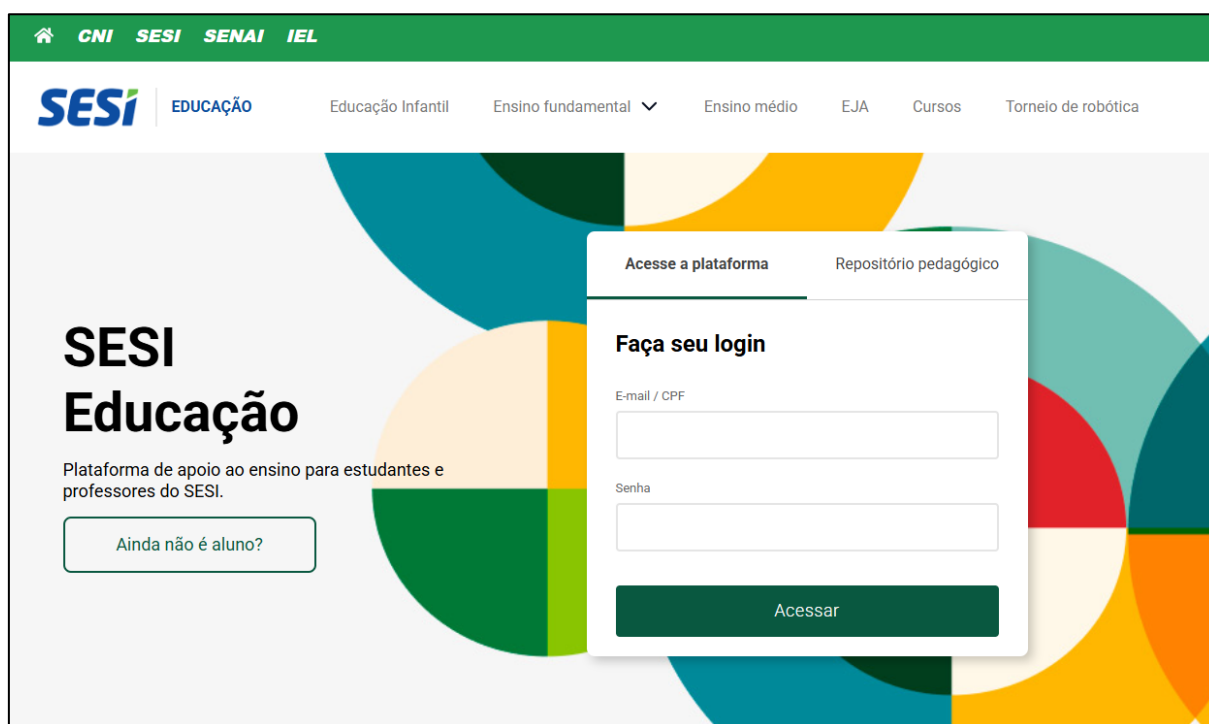 CNI SESI SENAI IEL
SESI EDUCAÇÃO Educação Infantil Ensino fundamental Ensino médio EJA Cursos Torneio de robótica
Acesse a plataforma Repositório pedagógico
SESI
Educação
Plataforma de apoio ao ensino para estudantes e
professores do SESI.
Ainda não é aluno?
Faça seu login
E-mail / CPF
Senha
Acessar